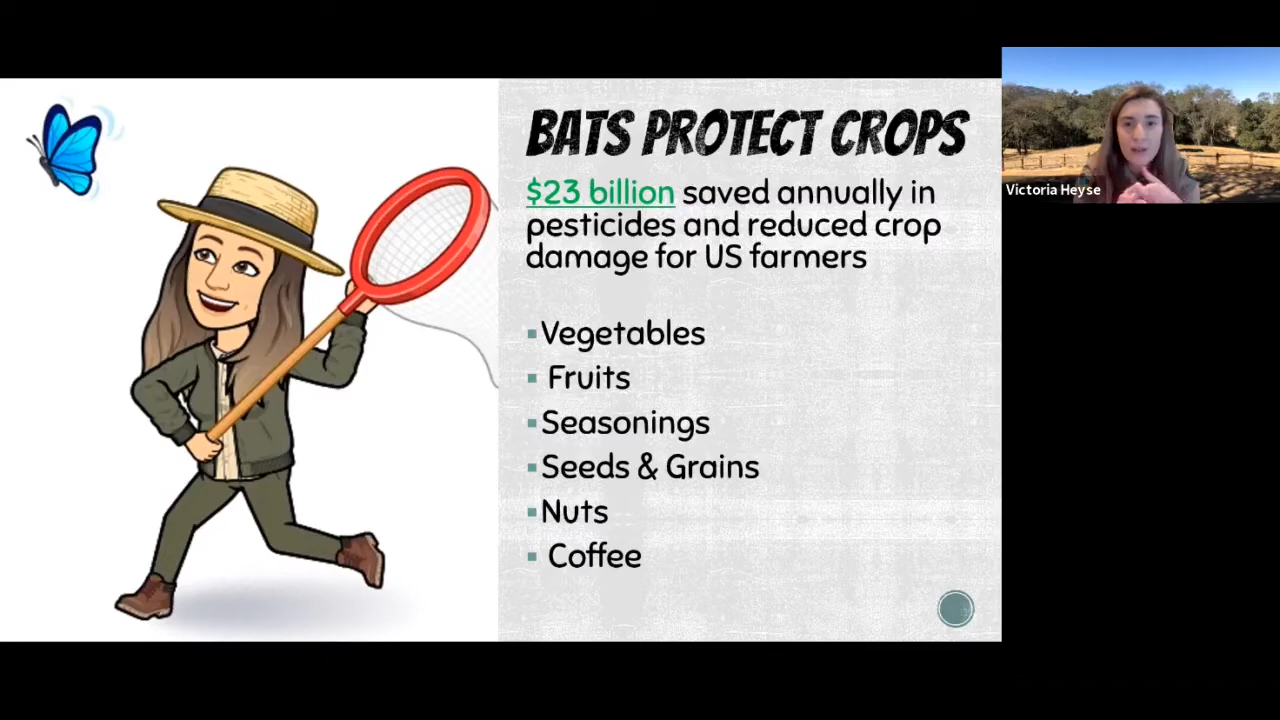 BATS PROTECT CROPS
$23 billion saved annually in
pesticides and reduced crop
damage for US farmers
▪Vegetables
▪ Fruits
▪Seasonings
▪Seeds & Grains
▪Nuts
▪ Coffee
Victoria Heyse